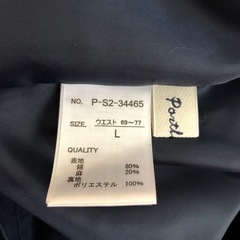 NO. P-S2-34465
SIZE. ウエスト 69〜77
L
QUALITY
表地
綿 80%
麻 20%
裏地
ポリエステル 100%